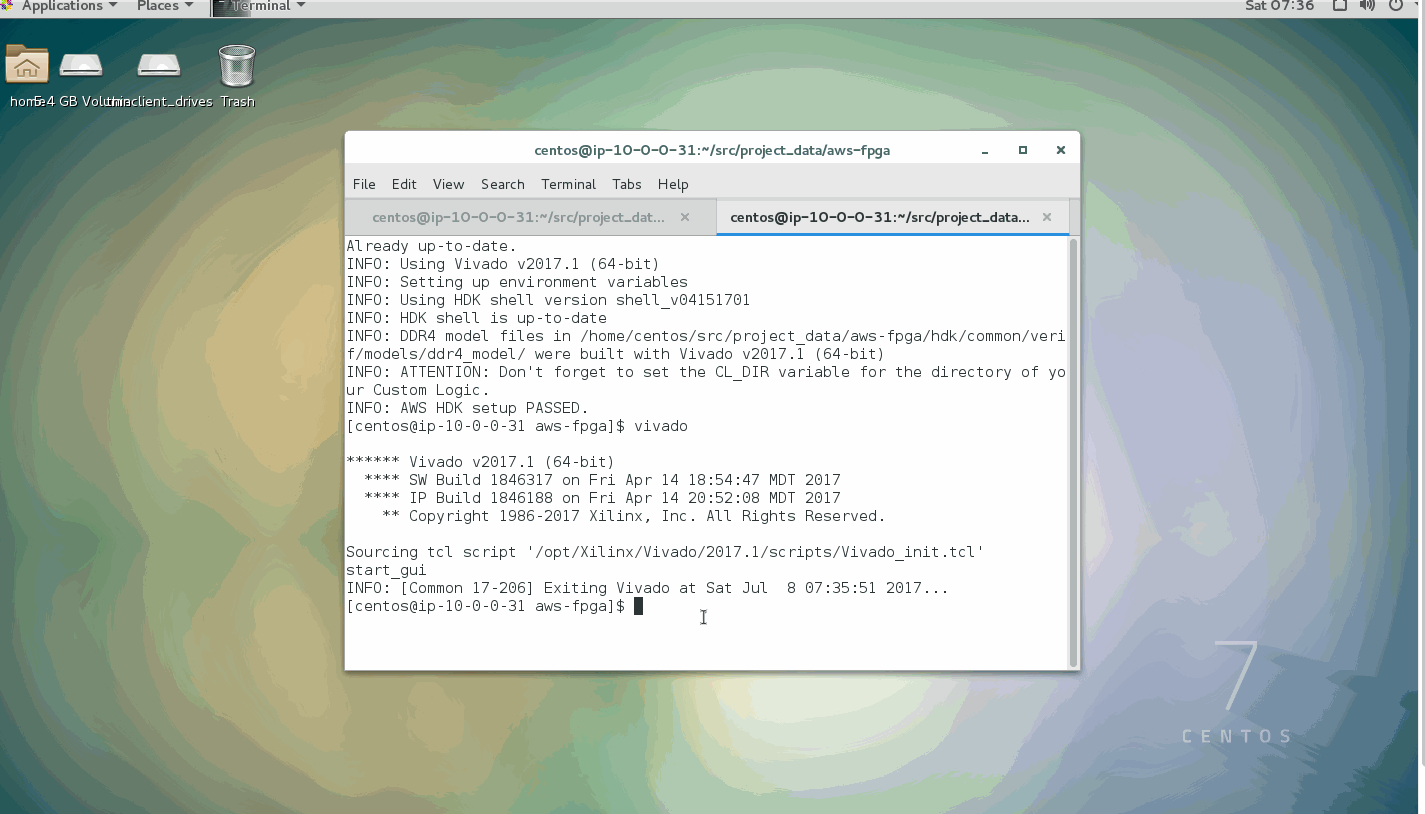 Applications Places Terminal Sat 07:36
home 5.4 GB Volume thinclient_drives Trash
centos@ip-10-0-0-31:~/src/project_data/aws-fpga
File Edit View Search Terminal Tabs Help
centos@ip-10-0-0-31:~/src/project_dat... centos@ip-10-0-0-31:~/src/project_data...
Already up-to-date.
INFO: Using Vivado v2017.1 (64-bit)
INFO: Setting up environment variables
INFO: Using HDK shell version shell_v04151701
INFO: HDK shell is up-to-date
INFO: DDR4 model files in /home/centos/src/project_data/aws-fpga/hdk/common/veri
f/models/ddr4_model/ were built with Vivado v2017.1 (64-bit)
INFO: ATTENTION: Don't forget to set the CL_DIR variable for the directory of yo
ur Custom Logic.
INFO: AWS HDK setup PASSED.
[centos@ip-10-0-0-31 aws-fpga]$ vivado
****** Vivado v2017.1 (64-bit)
  **** SW Build 1846317 on Fri Apr 14 18:54:47 MDT 2017
  **** IP Build 1846188 on Fri Apr 14 20:52:08 MDT 2017
    ** Copyright 1986-2017 Xilinx, Inc. All Rights Reserved.
Sourcing tcl script '/opt/Xilinx/Vivado/2017.1/scripts/Vivado_init.tcl'
start_gui
INFO: [Common 17-206] Exiting Vivado at Sat Jul  8 07:35:51 2017...
[centos@ip-10-0-0-31 aws-fpga]$
7
CENTOS